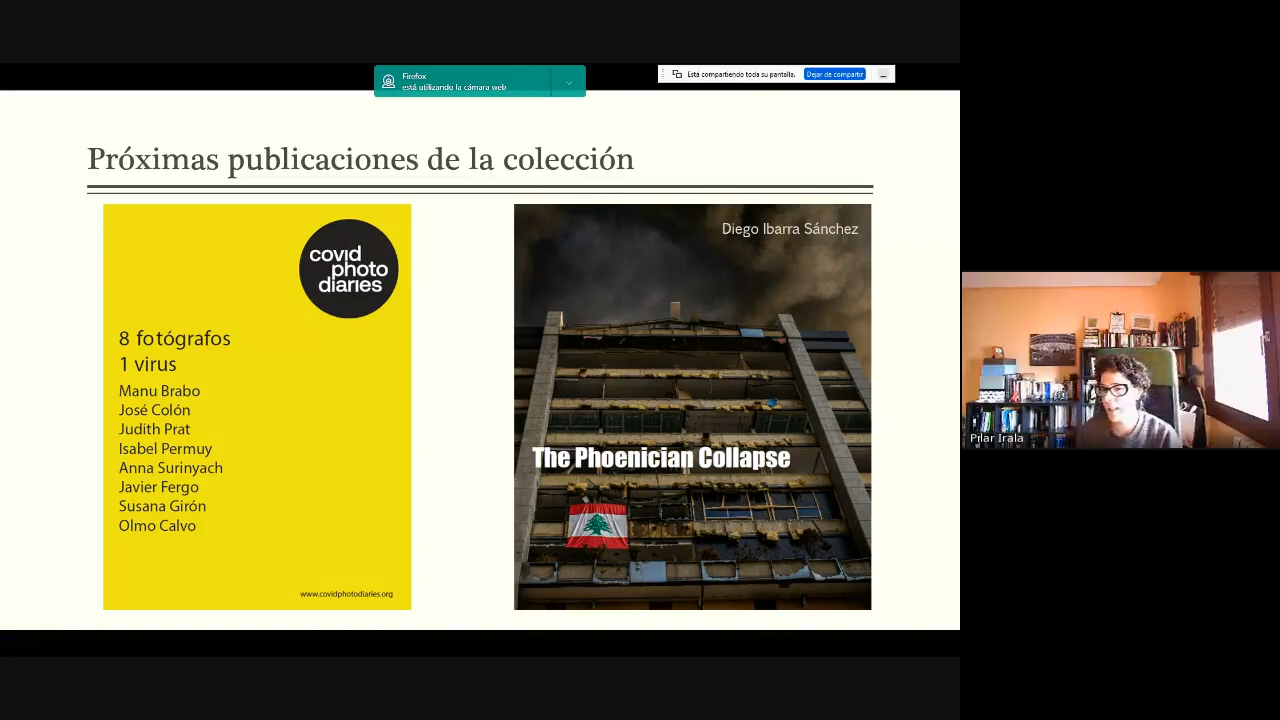 Firefox
está utilizando la cámara web
Está compartiendo toda su pantalla.
Dejar de compartir
Próximas publicaciones de la colección
covid
photo
diaries
8 fotógrafos
1 virus
Manu Brabo
José Colón
Judith Prat
Isabel Permuy
Anna Surinyach
Javier Fergo
Susana Girón
Olmo Calvo
www.covidphotodiaries.org
Diego Ibarra Sánchez
The Phoenician Collapse
Pilar Irala